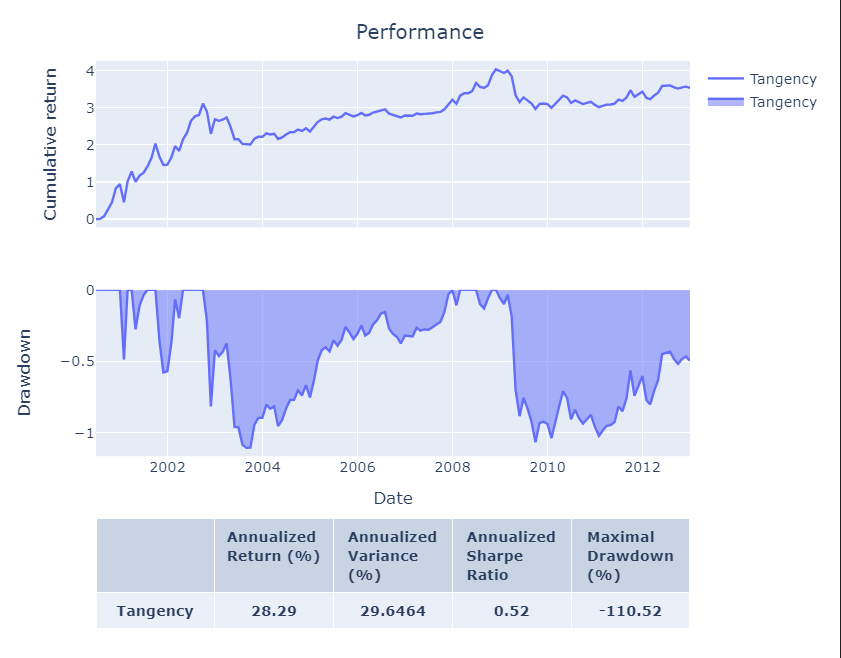 Performance
Cumulative return
4
3
2
1
0
Tangency
Tangency
Drawdown
0
−0.5
−1
2002 2004 2006 2008 2010 2012
Date
Annualized Return (%)
Annualized Variance (%)
Annualized Sharpe Ratio
Maximal Drawdown (%)
Tangency 28.29 29.6464 0.52 -110.52